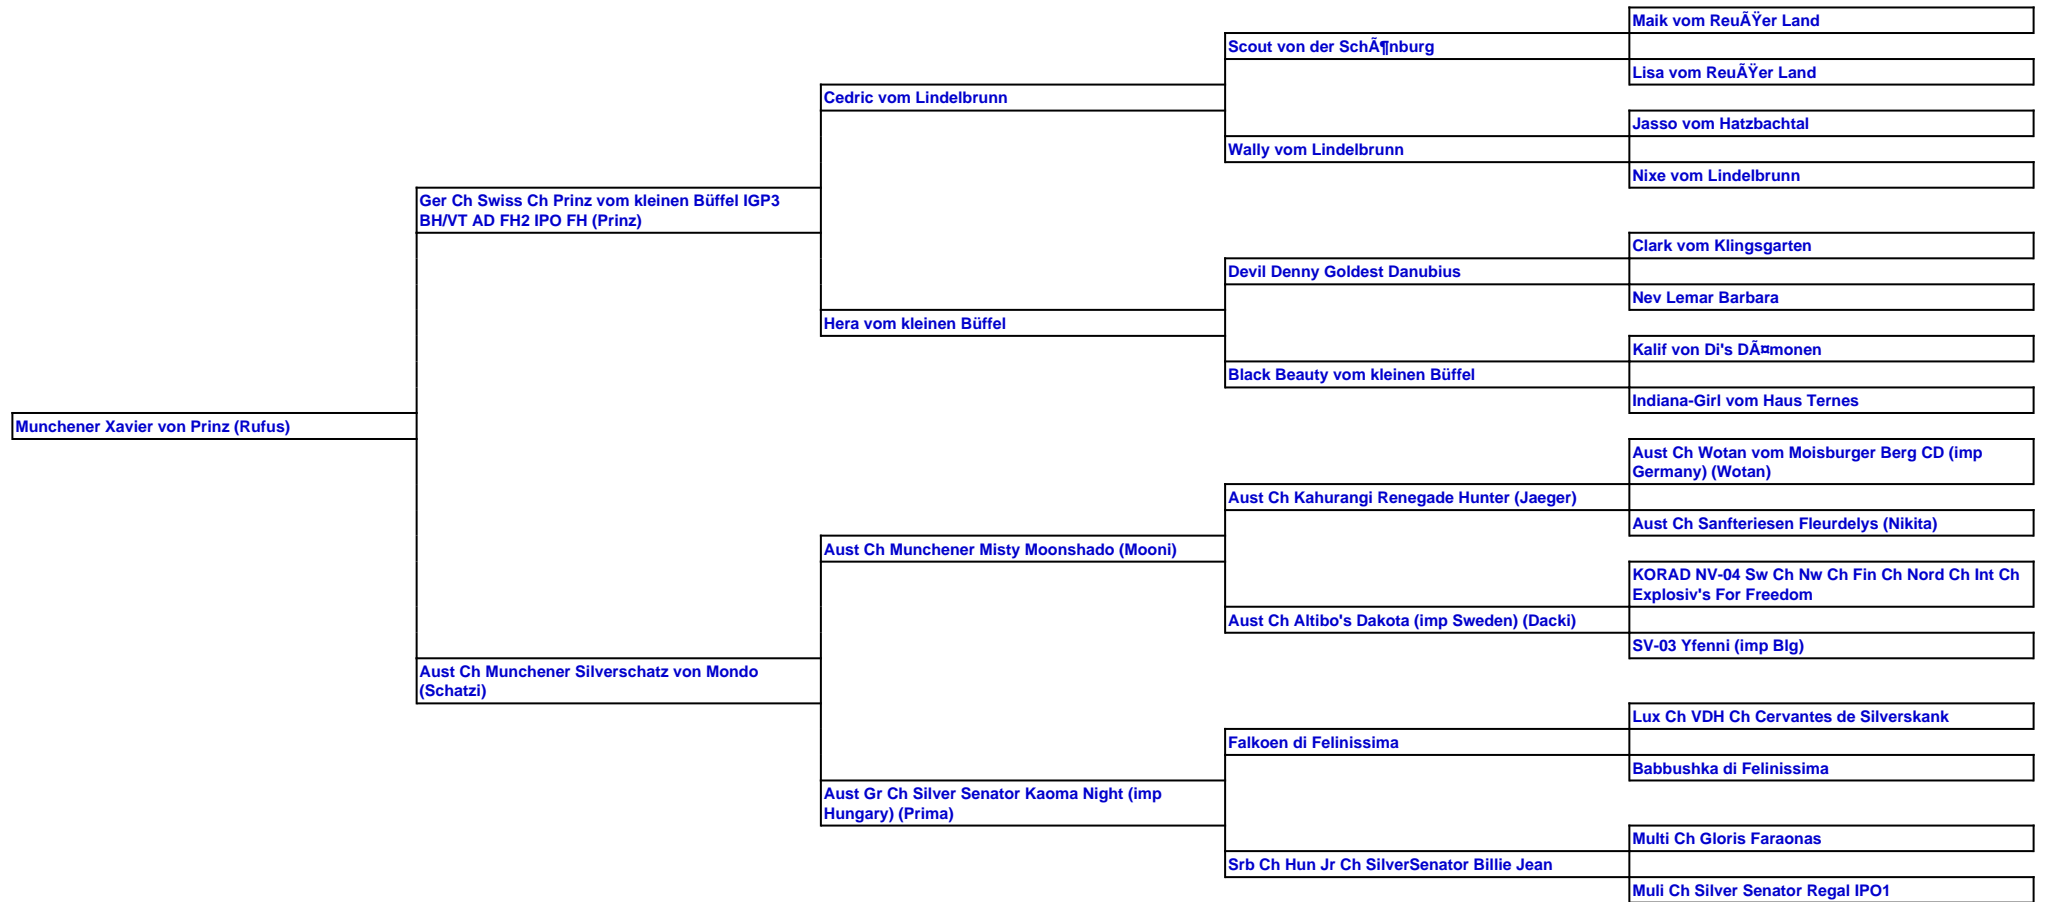 Maik vom ReuÃŸer Land
Scout von der SchÃ¶nburg
Lisa vom ReuÃŸer Land
Cedric vom Lindelbrunn
Jasso vom Hatzbachtal
Wally vom Lindelbrunn
Nixe vom Lindelbrunn
Ger Ch Swiss Ch Prinz vom kleinen Büffel IGP3
BH/VT AD FH2 IPO FH (Prinz)
Clark vom Klingsgarten
Devil Denny Goldest Danubius
Nev Lemar Barbara
Hera vom kleinen Büffel
Kalif von Di's DÃ¤monen
Black Beauty vom kleinen Büffel
Indiana-Girl vom Haus Ternes
Munchener Xavier von Prinz (Rufus)
Aust Ch Wotan vom Moisburger Berg CD (imp
Germany) (Wotan)
Aust Ch Kahurangi Renegade Hunter (Jaeger)
Aust Ch Sanfteriesen Fleurdelys (Nikita)
Aust Ch Munchener Misty Moonshado (Mooni)
KORAD NV-04 Sw Ch Nw Ch Fin Ch Nord Ch Int Ch
Explosiv's For Freedom
Aust Ch Altibo's Dakota (imp Sweden) (Dacki)
SV-03 Yfenni (imp Blg)
Aust Ch Munchener Silverschatz von Mondo
(Schatzi)
Lux Ch VDH Ch Cervantes de Silverskank
Falkoen di Felinissima
Babbushka di Felinissima
Aust Gr Ch Silver Senator Kaoma Night (imp
Hungary) (Prima)
Multi Ch Gloris Faraonas
Srb Ch Hun Jr Ch SilverSenator Billie Jean
Muli Ch Silver Senator Regal IPO1